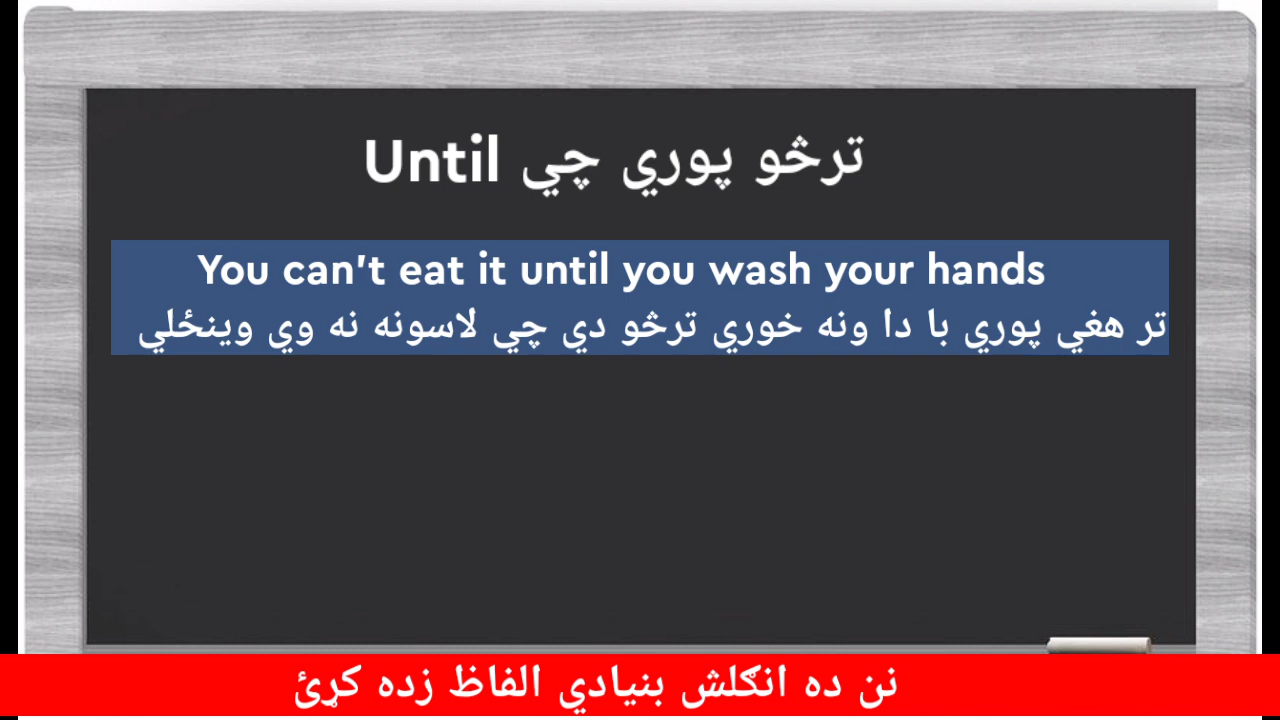 Until ترڅو پوري چي
You can't eat it until you wash your hands
تر هغي پوري با دا ونه خوري ترڅو دي چي لاسونه نه وي وينځلي
نن ده انګلش بنيادي الفاظ زده کړئ